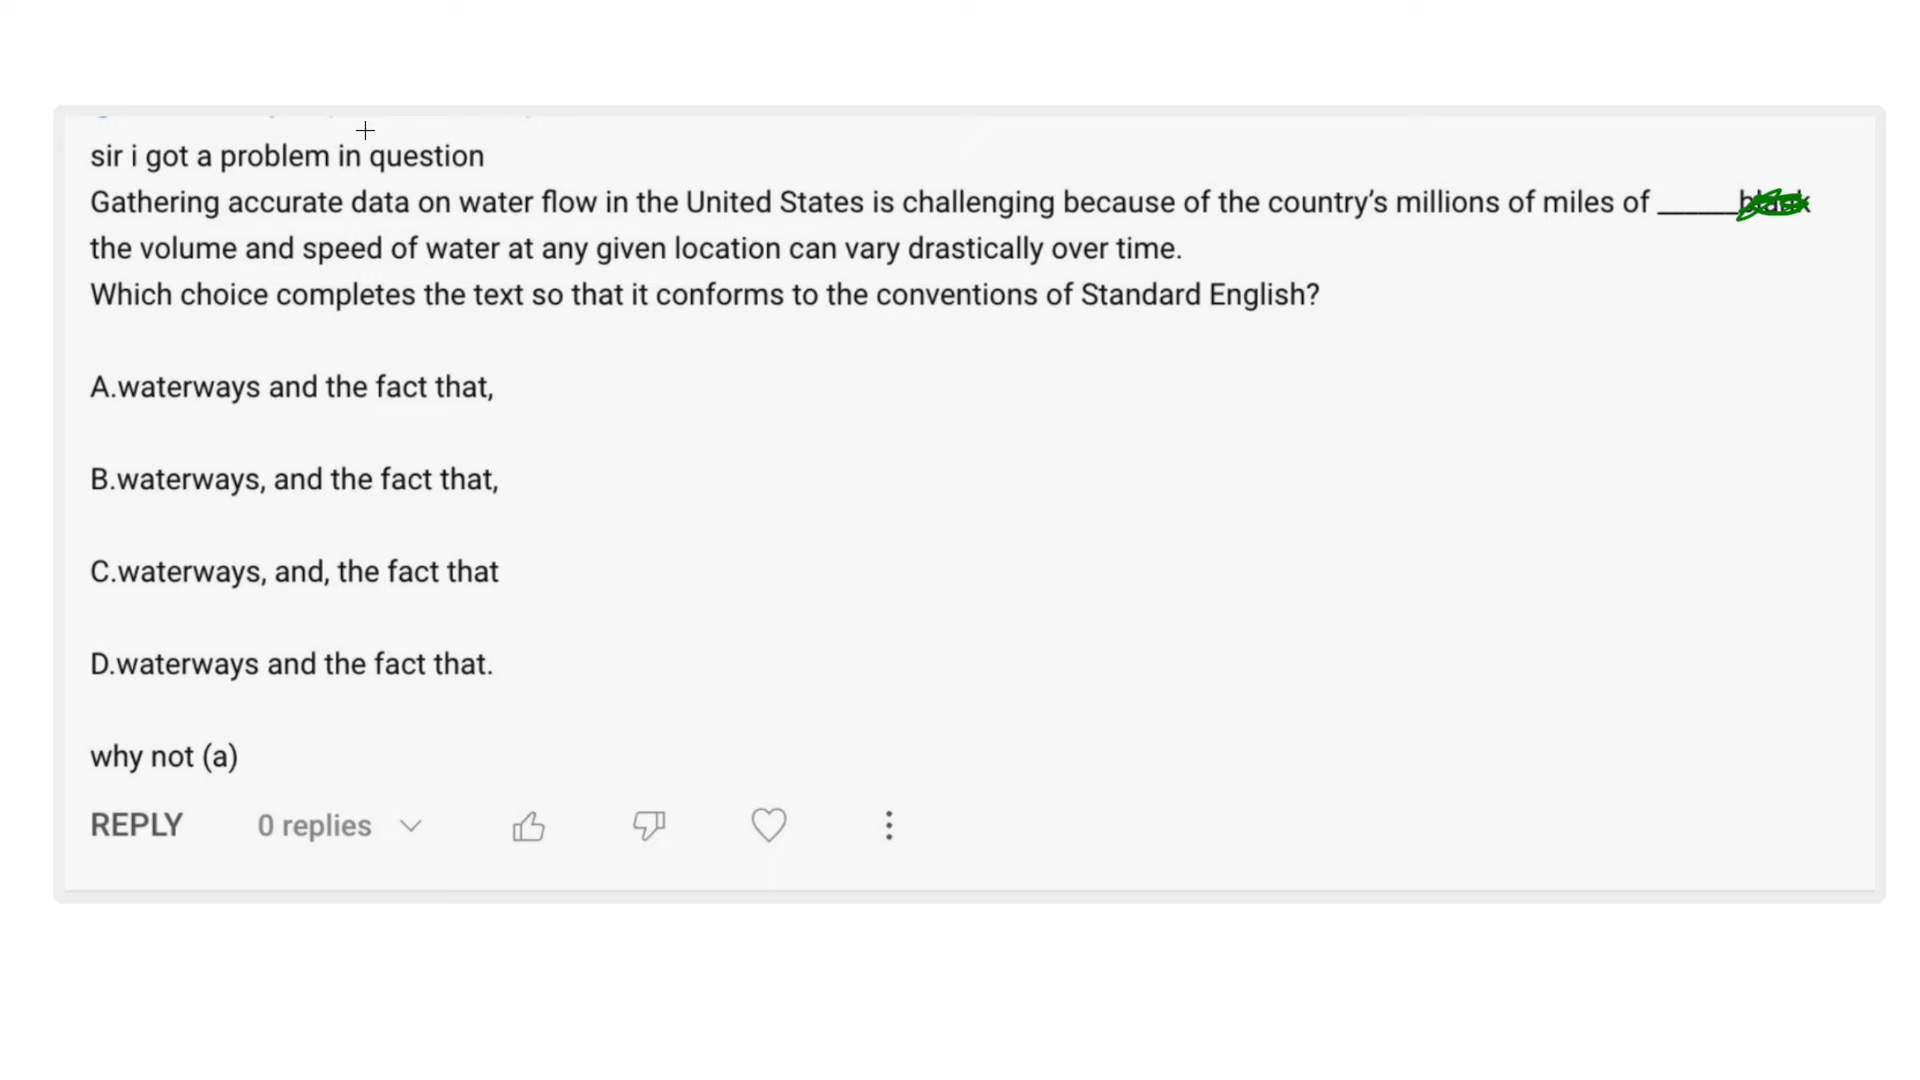 sir i got a problem in question
Gathering accurate data on water flow in the United States is challenging because of the country's millions of miles of ______
the volume and speed of water at any given location can vary drastically over time.
Which choice completes the text so that it conforms to the conventions of Standard English?
A.waterways and the fact that,
B.waterways, and the fact that,
C.waterways, and, the fact that
D.waterways and the fact that.
why not (a)
REPLY 0 replies